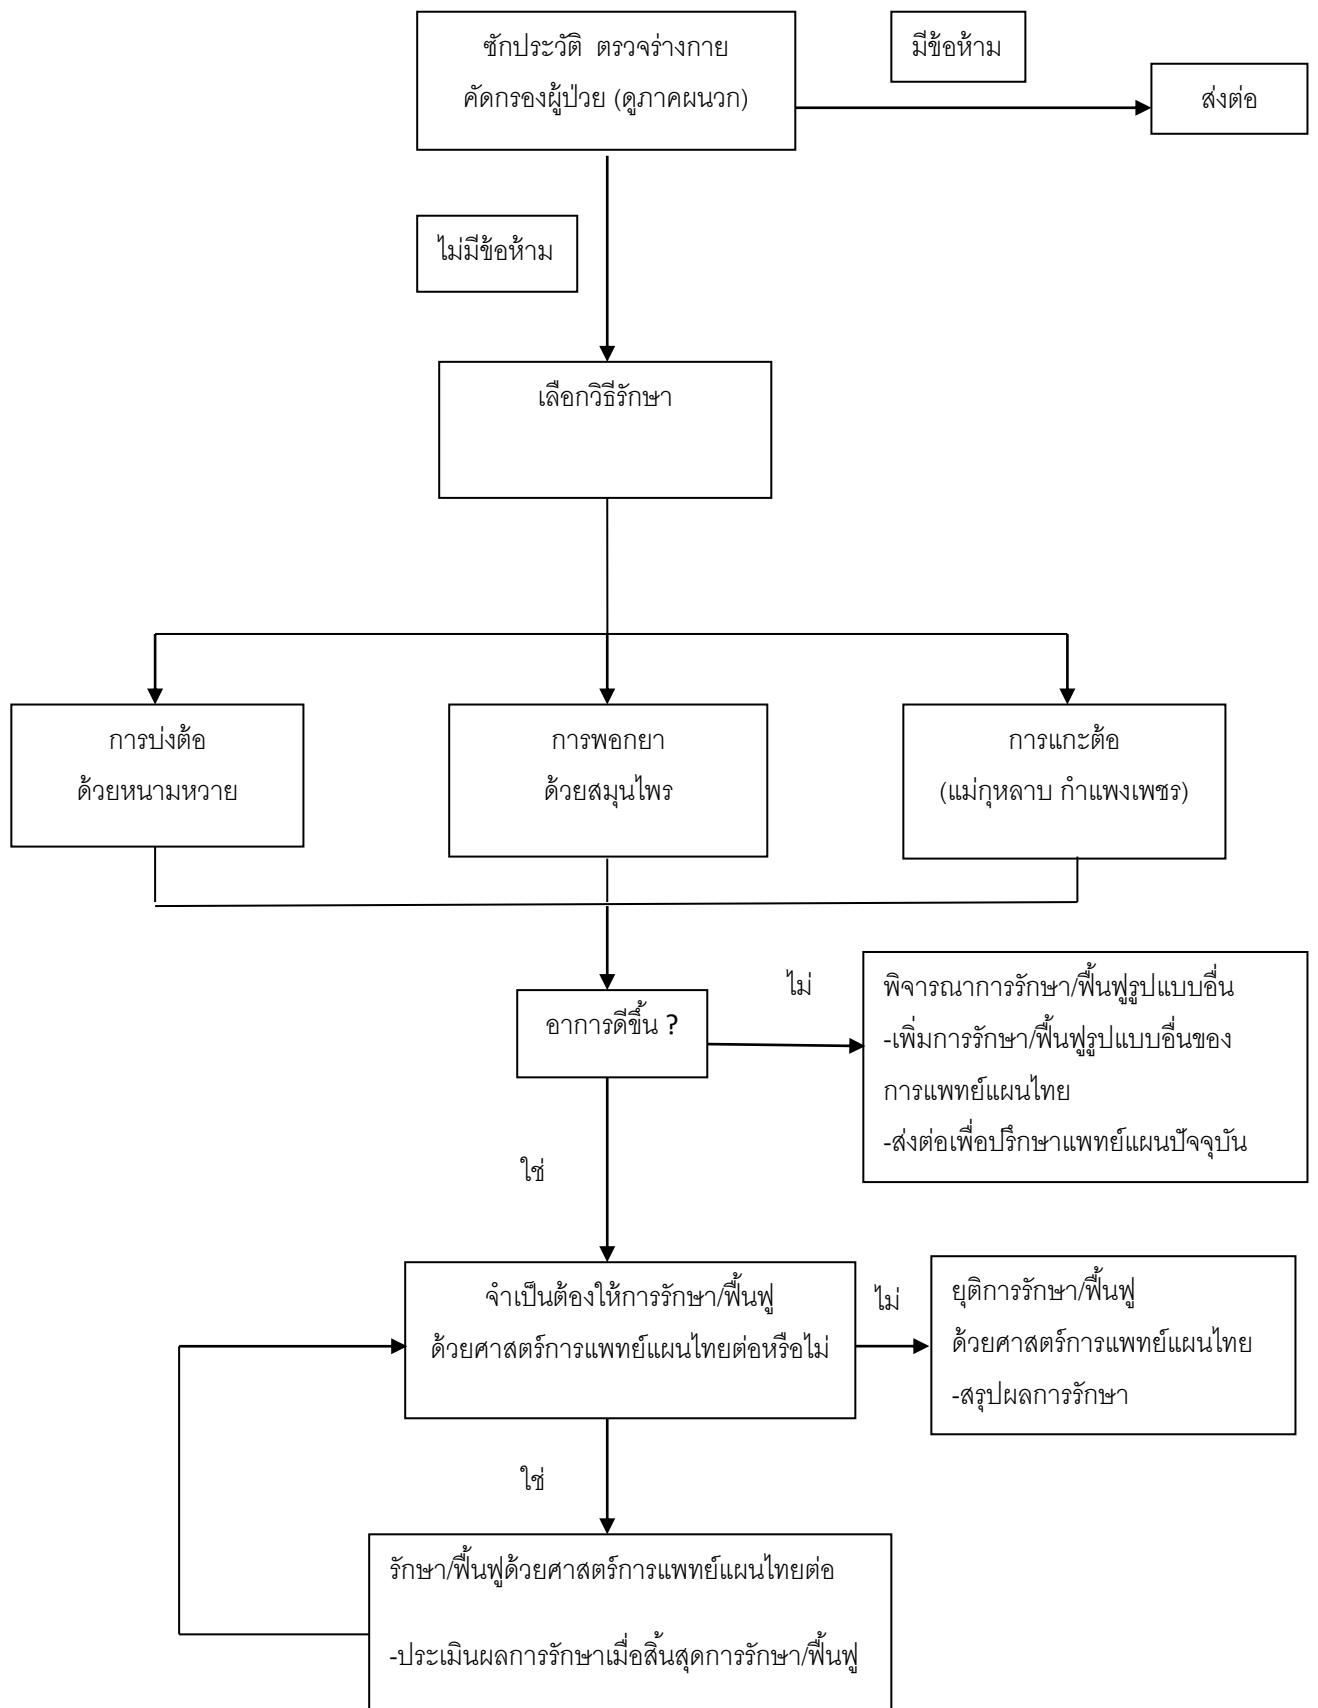 ซักประวัติ ตรวจร่างกาย
คัดกรองผู้ป่วย (ดูภาคผนวก)
มีข้อห้าม
ส่งต่อ
ไม่มีข้อห้าม
เลือกวิธีรักษา
การบ่งต้อ
ด้วยหนามหวาย
การพอกยา
ด้วยสมุนไพร
การแกะต้อ
(แม่กุหลาบ กำแพงเพชร)
อาการดีขึ้น ?
ไม่
พิจารณาการรักษา/ฟื้นฟูรูปแบบอื่น
-เพิ่มการรักษา/ฟื้นฟูรูปแบบอื่นของ
การแพทย์แผนไทย
-ส่งต่อเพื่อปรึกษาแพทย์แผนปัจจุบัน
ใช่
จำเป็นต้องให้การรักษา/ฟื้นฟู
ด้วยศาสตร์การแพทย์แผนไทยต่อหรือไม่
ไม่
ยุติการรักษา/ฟื้นฟู
ด้วยศาสตร์การแพทย์แผนไทย
-สรุปผลการรักษา
ใช่
รักษา/ฟื้นฟูด้วยศาสตร์การแพทย์แผนไทยต่อ
-ประเมินผลการรักษาเมื่อสิ้นสุดการรักษา/ฟื้นฟู